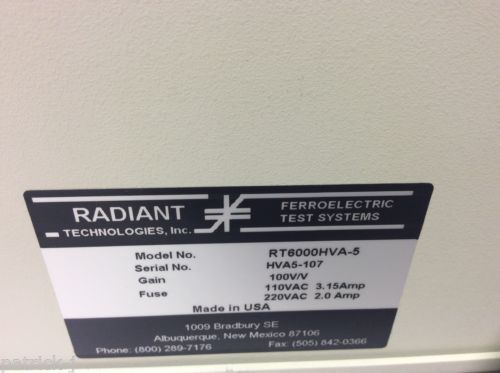 RADIANT
TECHNOLOGIES, Inc.
FERROELECTRIC
TEST SYSTEMS
Model No. RT6000HVA-5
Serial No. HVA5-107
Gain 100V/V
Fuse 110VAC 3.15Amp
220VAC 2.0 Amp
Made in USA
1009 Bradbury SE
Albuquerque, New Mexico 87106
Phone: (800) 289-7176 Fax: (505) 842-0366